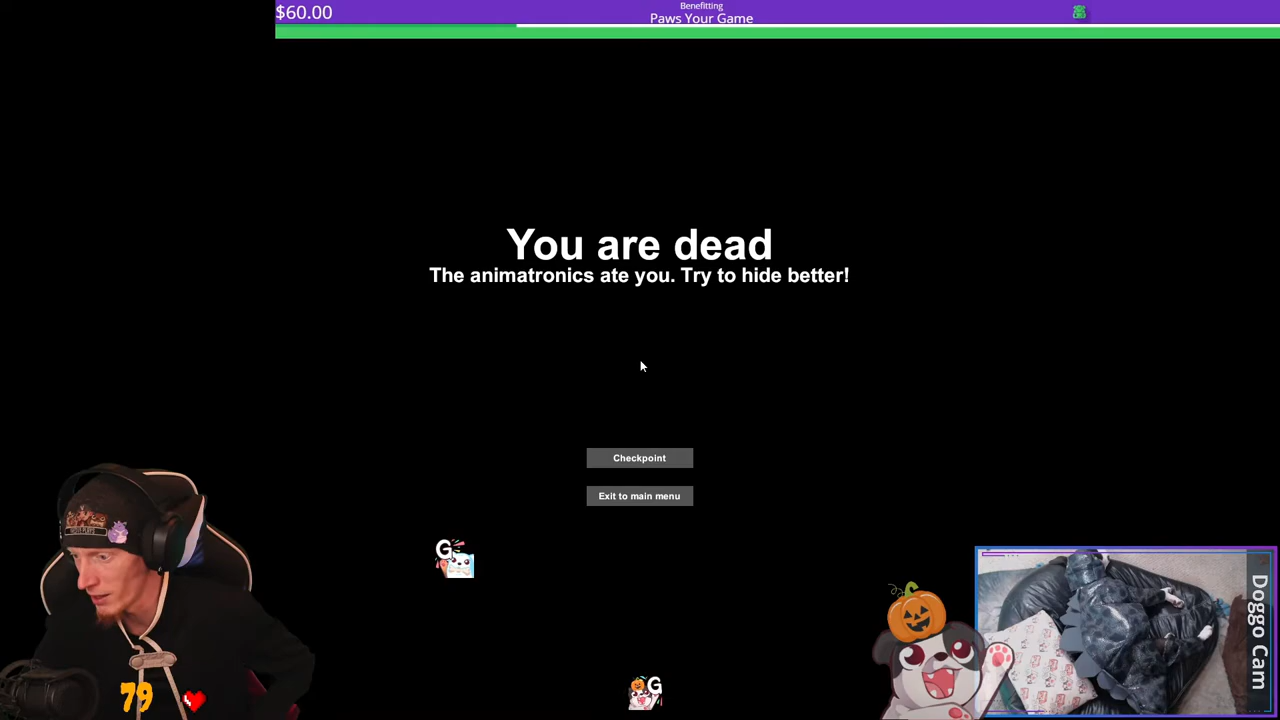 $60.00
Benefitting
Paws Your Game
You are dead
The animatronics ate you. Try to hide better!
Checkpoint
Exit to main menu
G
G
79
Doggo Cam